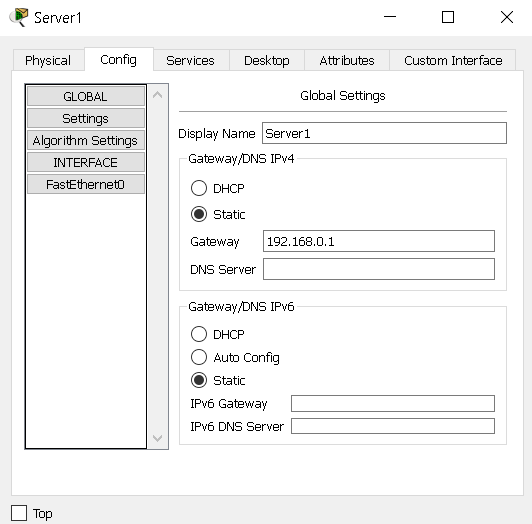 Server1
Physical Config Services Desktop Attributes Custom Interface
GLOBAL
Settings
Algorithm Settings
INTERFACE
FastEthernet0
Global Settings
Display Name Server1
Gateway/DNS IPv4
DHCP
Static
Gateway 192.168.0.1
DNS Server
Gateway/DNS IPv6
DHCP
Auto Config
Static
IPv6 Gateway
IPv6 DNS Server
Top